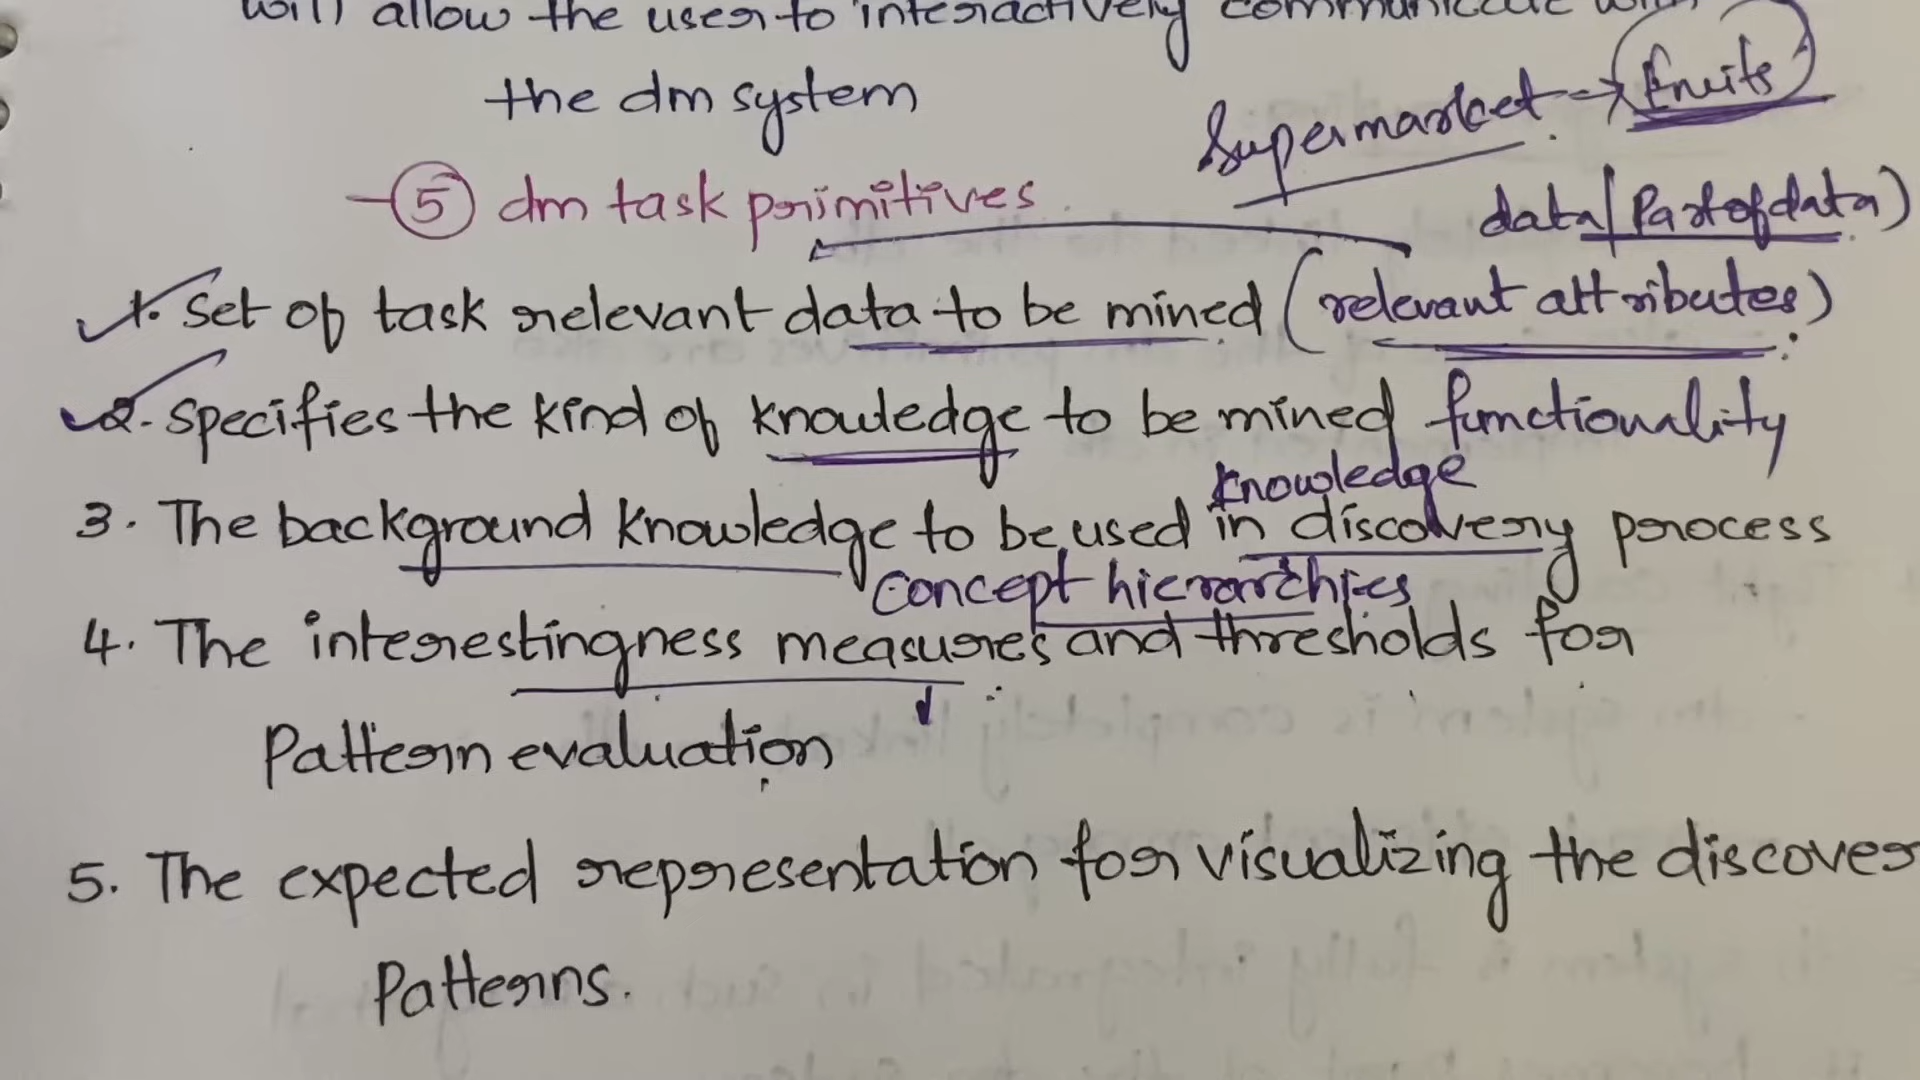 will allow the user to interactively communicate with
the dm system
Supermarket → fruits
- 5 dm task primitives
data / Part of data)
1. Set of task relevant data to be mined (relevant attributes)
2. Specifies the kind of knowledge to be mined functionality
knowledge
3. The background knowledge to be used in discovery process
concept hierarchies
4. The interestingness measures and thresholds for
Pattern evaluation
5. The expected representation for visualizing the discover
Patterns.